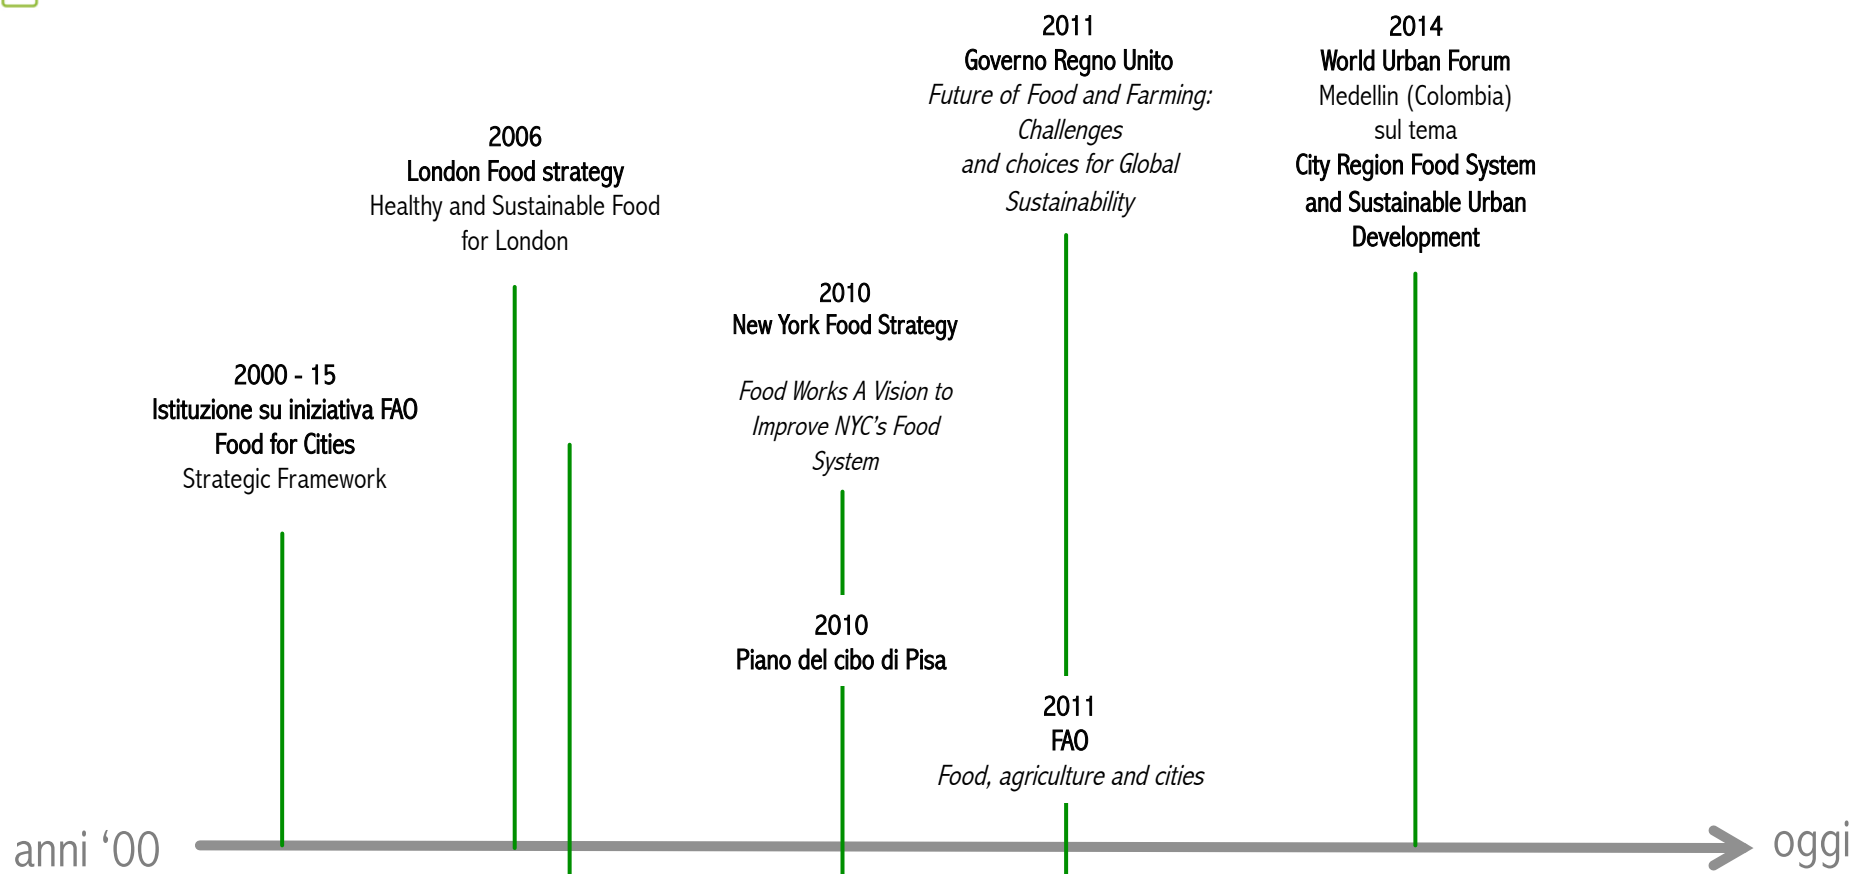 2000 - 15
Istituzione su iniziativa FAO
Food for Cities
Strategic Framework
2006
London Food strategy
Healthy and Sustainable Food
for London
2010
New York Food Strategy
Food Works A Vision to
Improve NYC’s Food
System
2010
Piano del cibo di Pisa
2011
Governo Regno Unito
Future of Food and Farming:
Challenges
and choices for Global
Sustainability
2011
FAO
Food, agriculture and cities
2014
World Urban Forum
Medellin (Colombia)
sul tema
City Region Food System
and Sustainable Urban
Development
anni ‘00
oggi